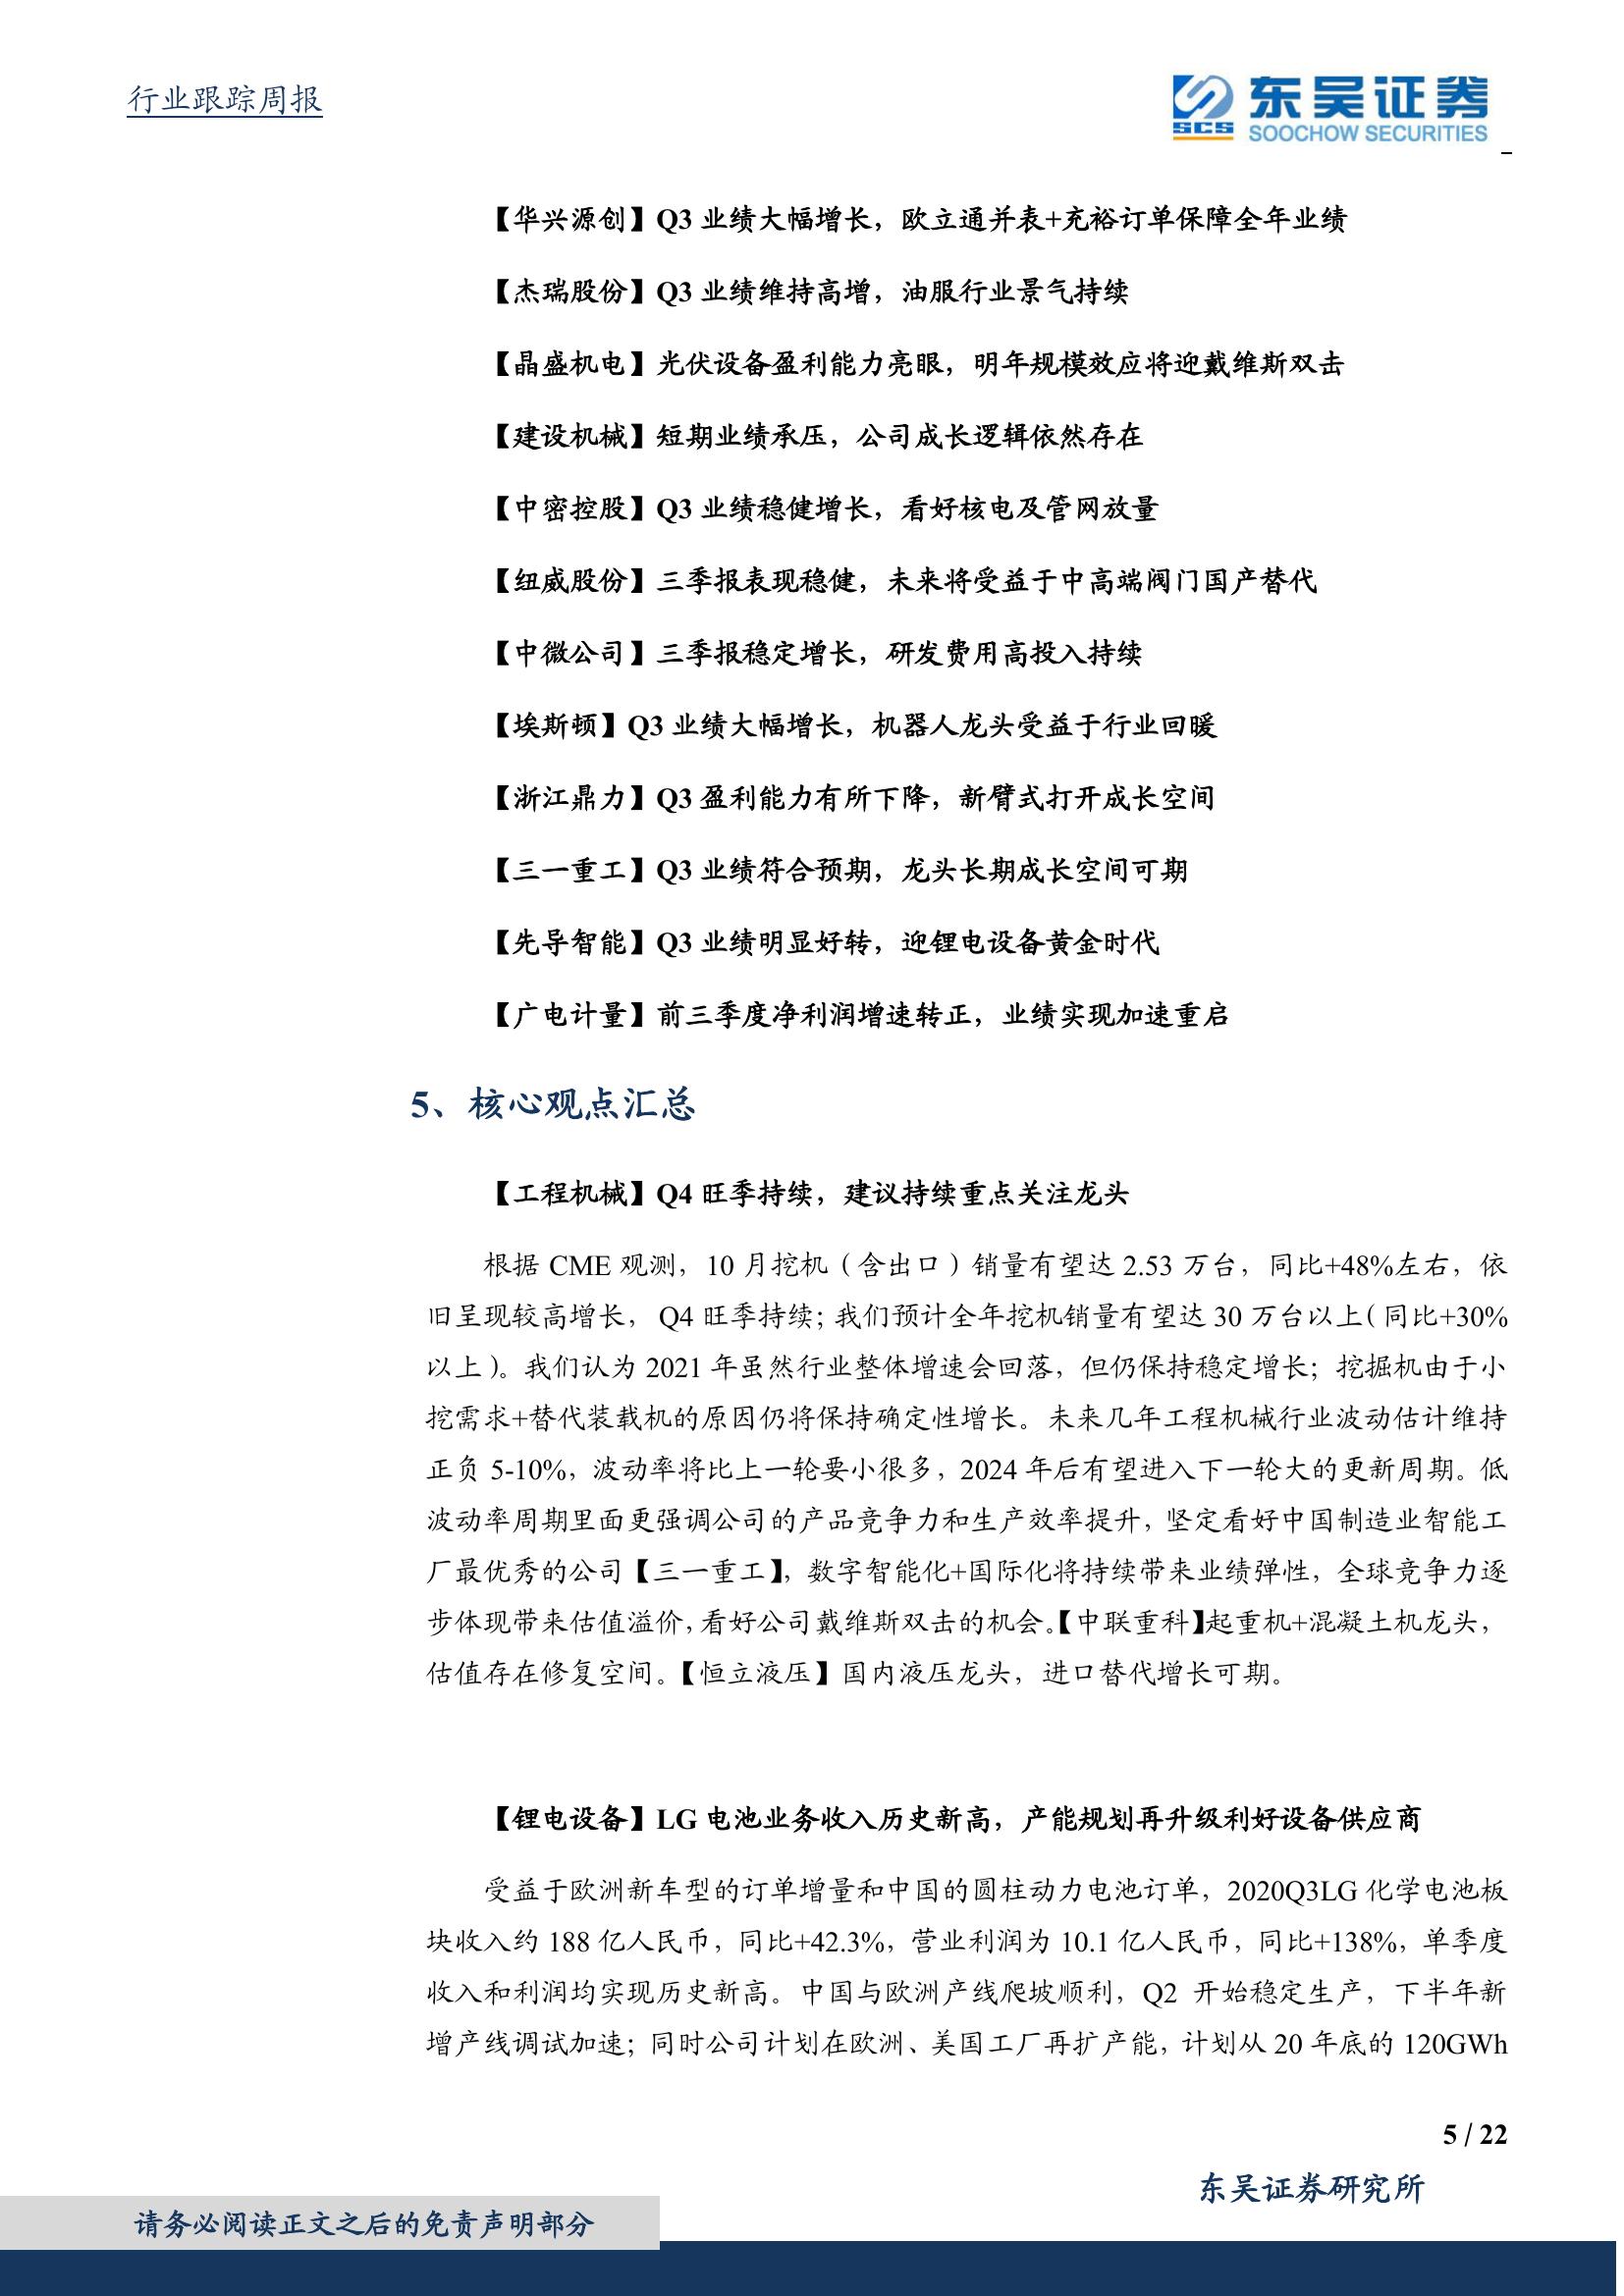 行业跟踪周报
SCS
东吴证券
SOOCHOW SECURITIES
【华兴源创】Q3 业绩大幅增长，欧立通并表+充裕订单保障全年业绩
【杰瑞股份】Q3 业绩维持高增，油服行业景气持续
【晶盛机电】光伏设备盈利能力亮眼，明年规模效应将迎戴维斯双击
【建设机械】短期业绩承压，公司成长逻辑依然存在
【中密控股】Q3 业绩稳健增长，看好核电及管网放量
【纽威股份】三季报表现稳健，未来将受益于中高端阀门国产替代
【中微公司】三季报稳定增长，研发费用高投入持续
【埃斯顿】Q3 业绩大幅增长，机器人龙头受益于行业回暖
【浙江鼎力】Q3 盈利能力有所下降，新臂式打开成长空间
【三一重工】Q3 业绩符合预期，龙头长期成长空间可期
【先导智能】Q3 业绩明显好转，迎锂电设备黄金时代
【广电计量】前三季度净利润增速转正，业绩实现加速重启
5、核心观点汇总
【工程机械】Q4 旺季持续，建议持续重点关注龙头
根据 CME 观测，10 月挖机（含出口）销量有望达 2.53 万台，同比+48%左右，依
旧呈现较高增长， Q4 旺季持续；我们预计全年挖机销量有望达 30 万台以上（同比+30%
以上）。我们认为 2021 年虽然行业整体增速会回落，但仍保持稳定增长；挖掘机由于小
挖需求+替代装载机的原因仍将保持确定性增长。未来几年工程机械行业波动估计维持
正负 5-10%，波动率将比上一轮要小很多，2024 年后有望进入下一轮大的更新周期。低
波动率周期里面更强调公司的产品竞争力和生产效率提升，坚定看好中国制造业智能工
厂最优秀的公司【三一重工】，数字智能化+国际化将持续带来业绩弹性，全球竞争力逐
步体现带来估值溢价，看好公司戴维斯双击的机会。【中联重科】起重机+混凝土机龙头，
估值存在修复空间。【恒立液压】国内液压龙头，进口替代增长可期。
【锂电设备】LG 电池业务收入历史新高，产能规划再升级利好设备供应商
受益于欧洲新车型的订单增量和中国的圆柱动力电池订单，2020Q3LG 化学电池板
块收入约 188 亿人民币，同比+42.3%，营业利润为 10.1 亿人民币，同比+138%，单季度
收入和利润均实现历史新高。中国与欧洲产线爬坡顺利，Q2 开始稳定生产，下半年新
增产线调试加速；同时公司计划在欧洲、美国工厂再扩产能，计划从 20 年底的 120GWh
5 / 22
东吴证券研究所
请务必阅读正文之后的免责声明部分